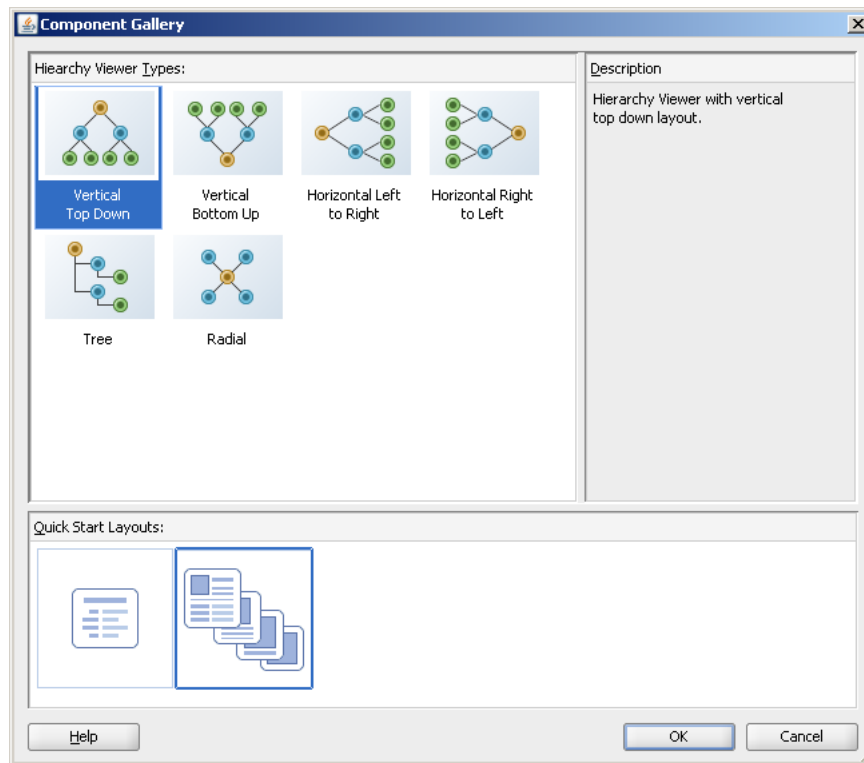 Component Gallery
Hiearchy Viewer Types:
Description
Hierarchy Viewer with vertical
top down layout.
Vertical
Top Down
Vertical
Bottom Up
Horizontal Left
to Right
Horizontal Right
to Left
Tree
Radial
Quick Start Layouts:
Help
OK
Cancel